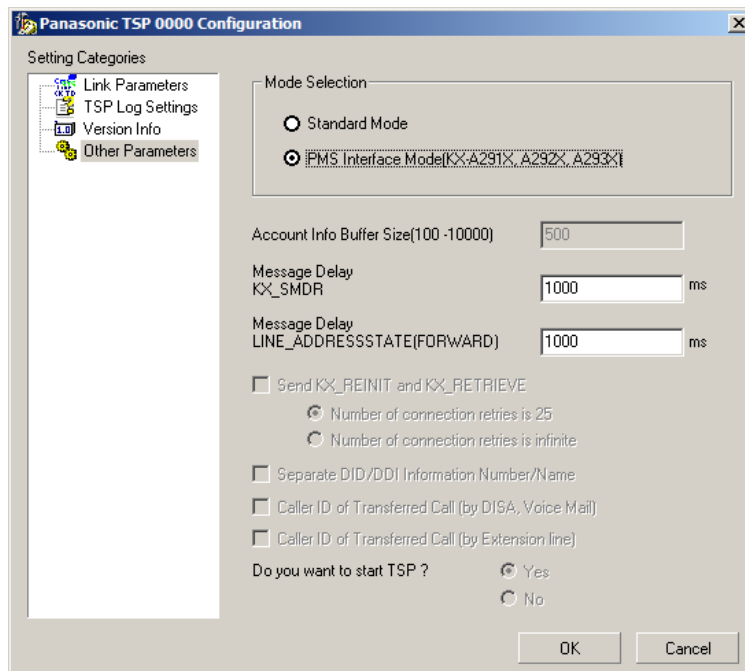 Panasonic TSP 0000 Configuration
Setting Categories
Link Parameters
TSP Log Settings
Version Info
Other Parameters
Mode Selection
Standard Mode
PMS Interface Mode(KX-A291X, A292X, A293X)
Account Info Buffer Size(100 -10000)
500
Message Delay
KX_SMDR
1000
ms
Message Delay
LINE_ADDRESSSTATE(FORWARD)
1000
ms
Send KX_REINIT and KX_RETRIEVE
Number of connection retries is 25
Number of connection retries is infinite
Separate DID/DDI Information Number/Name
Caller ID of Transferred Call (by DISA, Voice Mail)
Caller ID of Transferred Call (by Extension line)
Do you want to start TSP ?
Yes
No
OK
Cancel